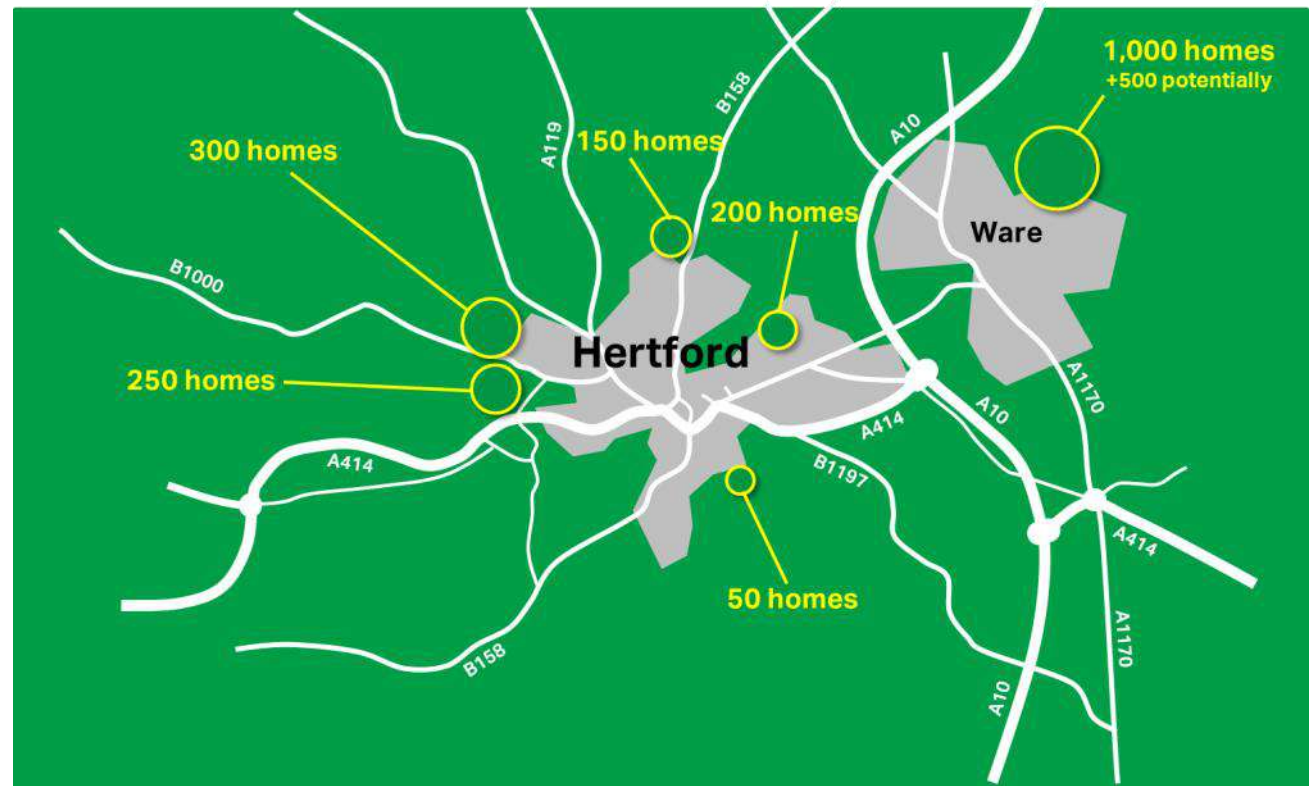 1,000 homes
+500 potentially
B158
A10
A119
150 homes
300 homes
200 homes
Ware
B1000
Hertford
250 homes
A1170
A10
A414
A414
B1197
A414
50 homes
A1170
B158
A10